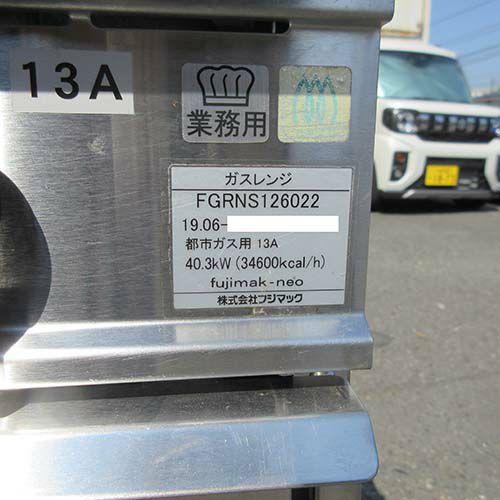 13A
業務用
ガスレンジ
FGRNS126022
19.06-
都市ガス用 13A
40.3kW (34600kcal/h)
fujimak-neo
株式会社フジマック